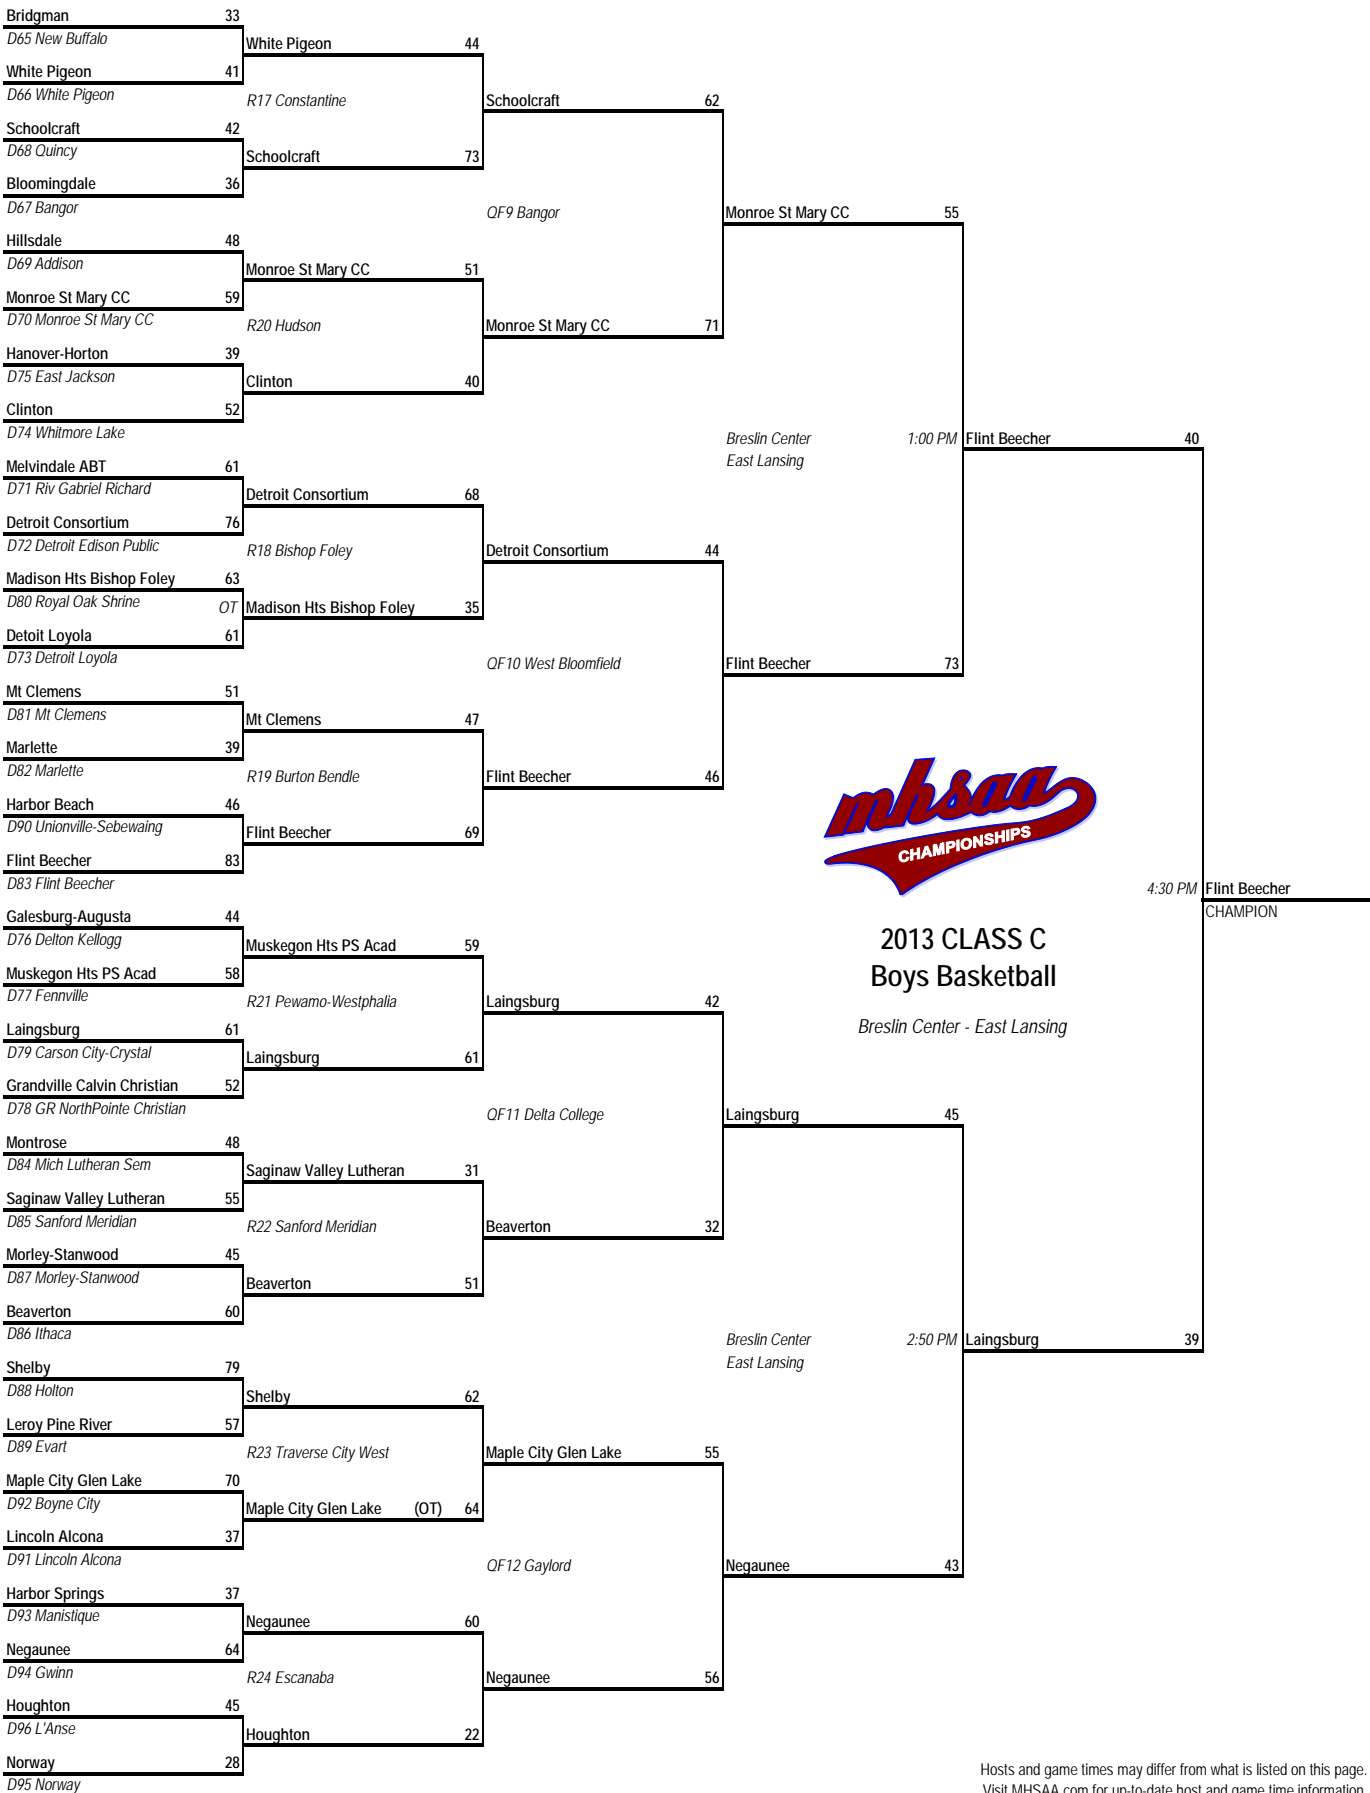 Bridgman 33
D65 New Buffalo
White Pigeon 44
White Pigeon 41
D66 White Pigeon
R17 Constantine
Schoolcraft 62
Schoolcraft 42
D68 Quincy
Schoolcraft 73
Bloomingdale 36
D67 Bangor
QF9 Bangor
Monroe St Mary CC 55
Hillsdale 48
D69 Addison
Monroe St Mary CC 51
Monroe St Mary CC 59
D70 Monroe St Mary CC
R20 Hudson
Monroe St Mary CC 71
Hanover-Horton 39
D75 East Jackson
Clinton 40
Clinton 52
D74 Whitmore Lake
Breslin Center 1:00 PM
East Lansing
Flint Beecher 40
Melvindale ABT 61
D71 Riv Gabriel Richard
Detroit Consortium 68
Detroit Consortium 76
D72 Detroit Edison Public
R18 Bishop Foley
Detroit Consortium 44
Madison Hts Bishop Foley 63
D80 Royal Oak Shrine OT
Madison Hts Bishop Foley 35
Detoit Loyola 61
D73 Detroit Loyola
QF10 West Bloomfield
Flint Beecher 73
Mt Clemens 51
D81 Mt Clemens
Mt Clemens 47
Marlette 39
D82 Marlette
R19 Burton Bendle
Flint Beecher 46
Harbor Beach 46
D90 Unionville-Sebewaing
Flint Beecher 69
Flint Beecher 83
D83 Flint Beecher
mhsaa
CHAMPIONSHIPS
4:30 PM Flint Beecher
CHAMPION
2013 CLASS C
Boys Basketball
Breslin Center - East Lansing
Galesburg-Augusta 44
D76 Delton Kellogg
Muskegon Hts PS Acad 59
Muskegon Hts PS Acad 58
D77 Fennville
R21 Pewamo-Westphalia
Laingsburg 42
Laingsburg 61
D79 Carson City-Crystal
Laingsburg 61
Grandville Calvin Christian 52
D78 GR NorthPointe Christian
QF11 Delta College
Laingsburg 45
Montrose 48
D84 Mich Lutheran Sem
Saginaw Valley Lutheran 31
Saginaw Valley Lutheran 55
D85 Sanford Meridian
R22 Sanford Meridian
Beaverton 32
Morley-Stanwood 45
D87 Morley-Stanwood
Beaverton 51
Beaverton 60
D86 Ithaca
Breslin Center 2:50 PM
East Lansing
Laingsburg 39
Shelby 79
D88 Holton
Shelby 62
Leroy Pine River 57
D89 Evart
R23 Traverse City West
Maple City Glen Lake 55
Maple City Glen Lake 70
D92 Boyne City
Maple City Glen Lake (OT) 64
Lincoln Alcona 37
D91 Lincoln Alcona
QF12 Gaylord
Negaunee 43
Harbor Springs 37
D93 Manistique
Negaunee 60
Negaunee 64
D94 Gwinn
R24 Escanaba
Negaunee 56
Houghton 45
D96 L'Anse
Houghton 22
Norway 28
D95 Norway
Hosts and game times may differ from what is listed on this page.
Visit MHSAA.com for up-to-date host and game time information.